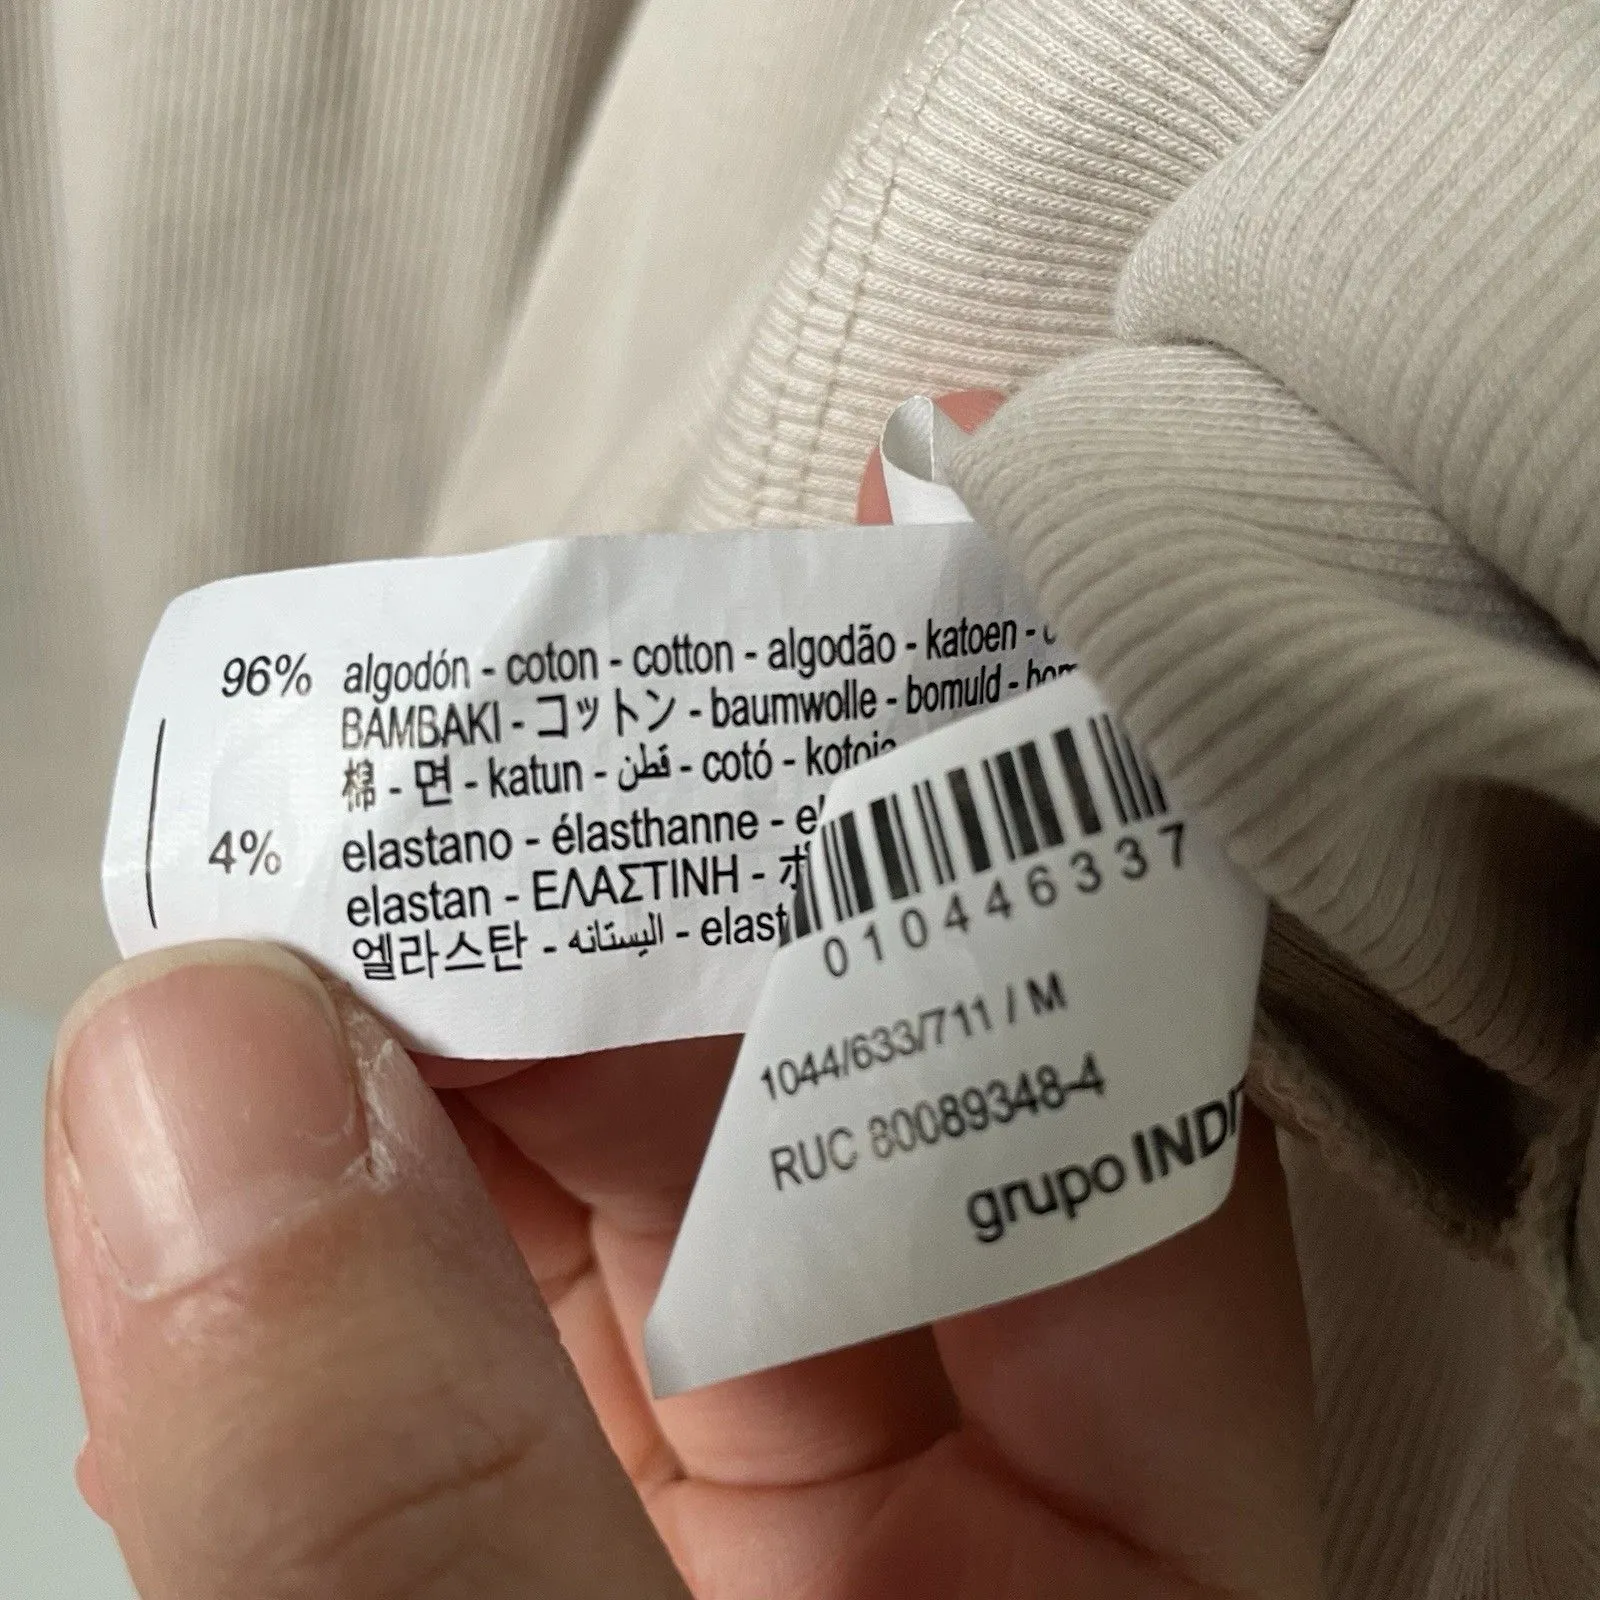 96% algodón - coton - cotton - algodão - katoen -
BAMBAKI - コットン - baumwolle - bomuld -
棉 - 면 - katun - قطن - cotó -
4% elastano - élasthanne -
elastan - ΕΛΑΣΤΙΝΗ -
엘라스탄 - اليستانه -
010446337
1044/633/711 / M
RUC 80089348-4
grupo